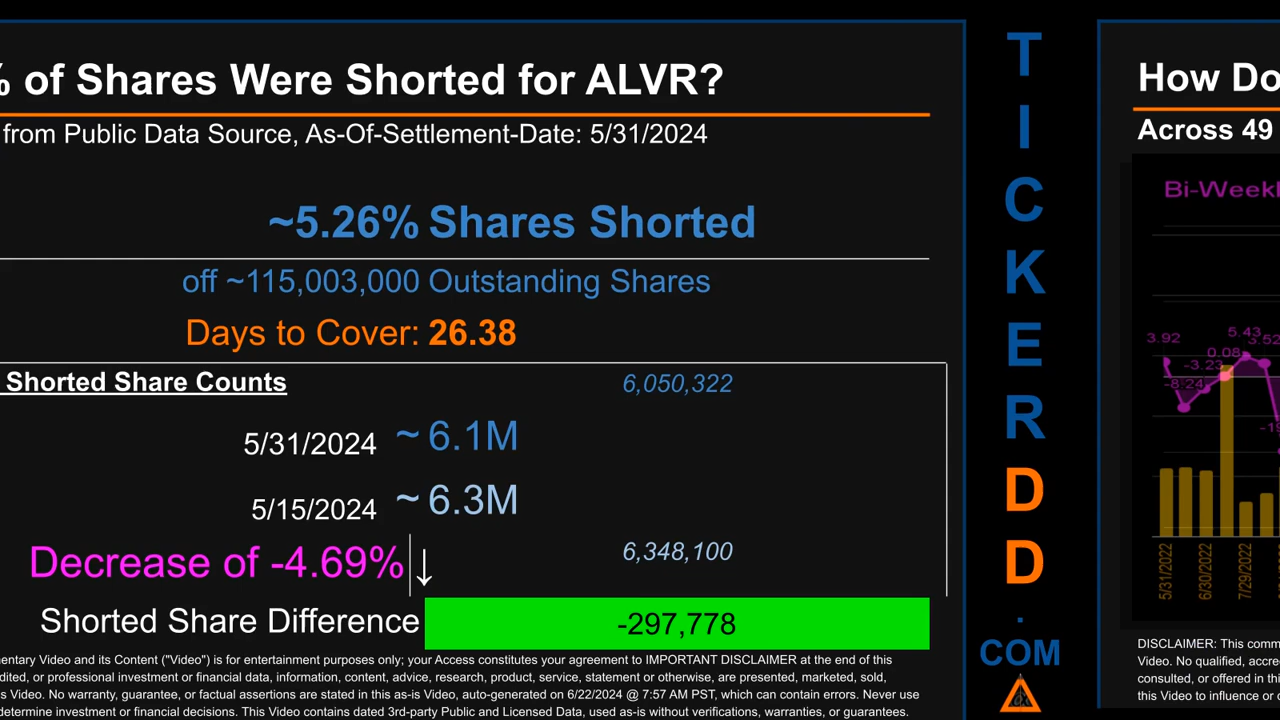 % of Shares Were Shorted for ALVR?
from Public Data Source, As-Of-Settlement-Date: 5/31/2024
~5.26% Shares Shorted
off ~115,003,000 Outstanding Shares
Days to Cover: 26.38
Shorted Share Counts 6,050,322
5/31/2024 ~ 6.1M
5/15/2024 ~ 6.3M
Decrease of -4.69% ↓ 6,348,100
Shorted Share Difference -297,778
mentary Video and its Content ("Video") is for entertainment purposes only; your Access constitutes your agreement to IMPORTANT DISCLAIMER at the end of this
dited, or professional investment or financial data, information, content, advice, research, product, service, statement or otherwise, are presented, marketed, sold,
s Video. No warranty, guarantee, or factual assertions are stated in this as-is Video, auto-generated on 6/22/2024 @ 7:57 AM PST, which can contain errors. Never use
determine investment or financial decisions. This Video contains dated 3rd-party Public and Licensed Data, used as-is without verifications, warranties, or guarantees.
T
I
C
K
E
R
D
D
.
COM
How Do
Across 49
Bi-Weekl
3.92
-8.24
-3.23
0.08
5.43
3.52
-19
5/31/2022
6/30/2022
7/29/2022
DISCLAIMER: This comm
Video. No qualified, accre
consulted, or offered in thi
this Video to influence or d